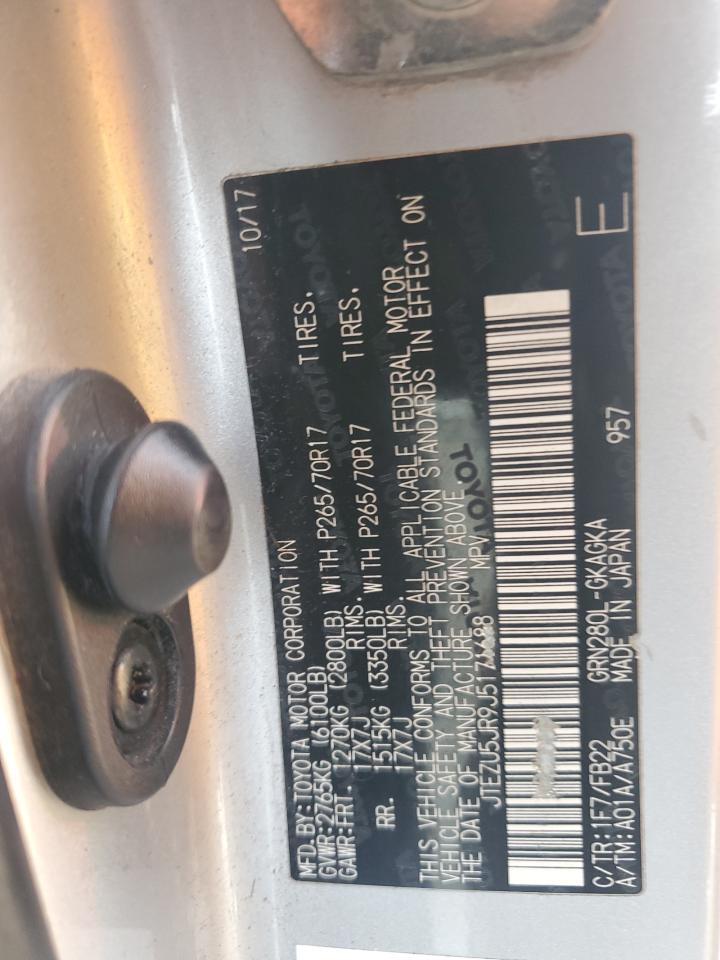 MFD.BY:TOYOTA MOTOR CORPORATION 10/17
GVWR:2765KG (6100LB)
GAWR:FRT. 1270KG (2800LB) WITH P265/70R17 TIRES,
17X7J RIMS.
RR. 1515KG (3350LB) WITH P265/70R17 TIRES,
17X7J RIMS.
THIS VEHICLE CONFORMS TO ALL APPLICABLE FEDERAL MOTOR
VEHICLE SAFETY AND THEFT PREVENTION STANDARDS IN EFFECT ON
THE DATE OF MANUFACTURE SHOWN ABOVE.
MPV
C/TR:1F7/FB22 GRN280L-GKAGKA 957
A/TM:A01A/A750E MADE IN JAPAN
E